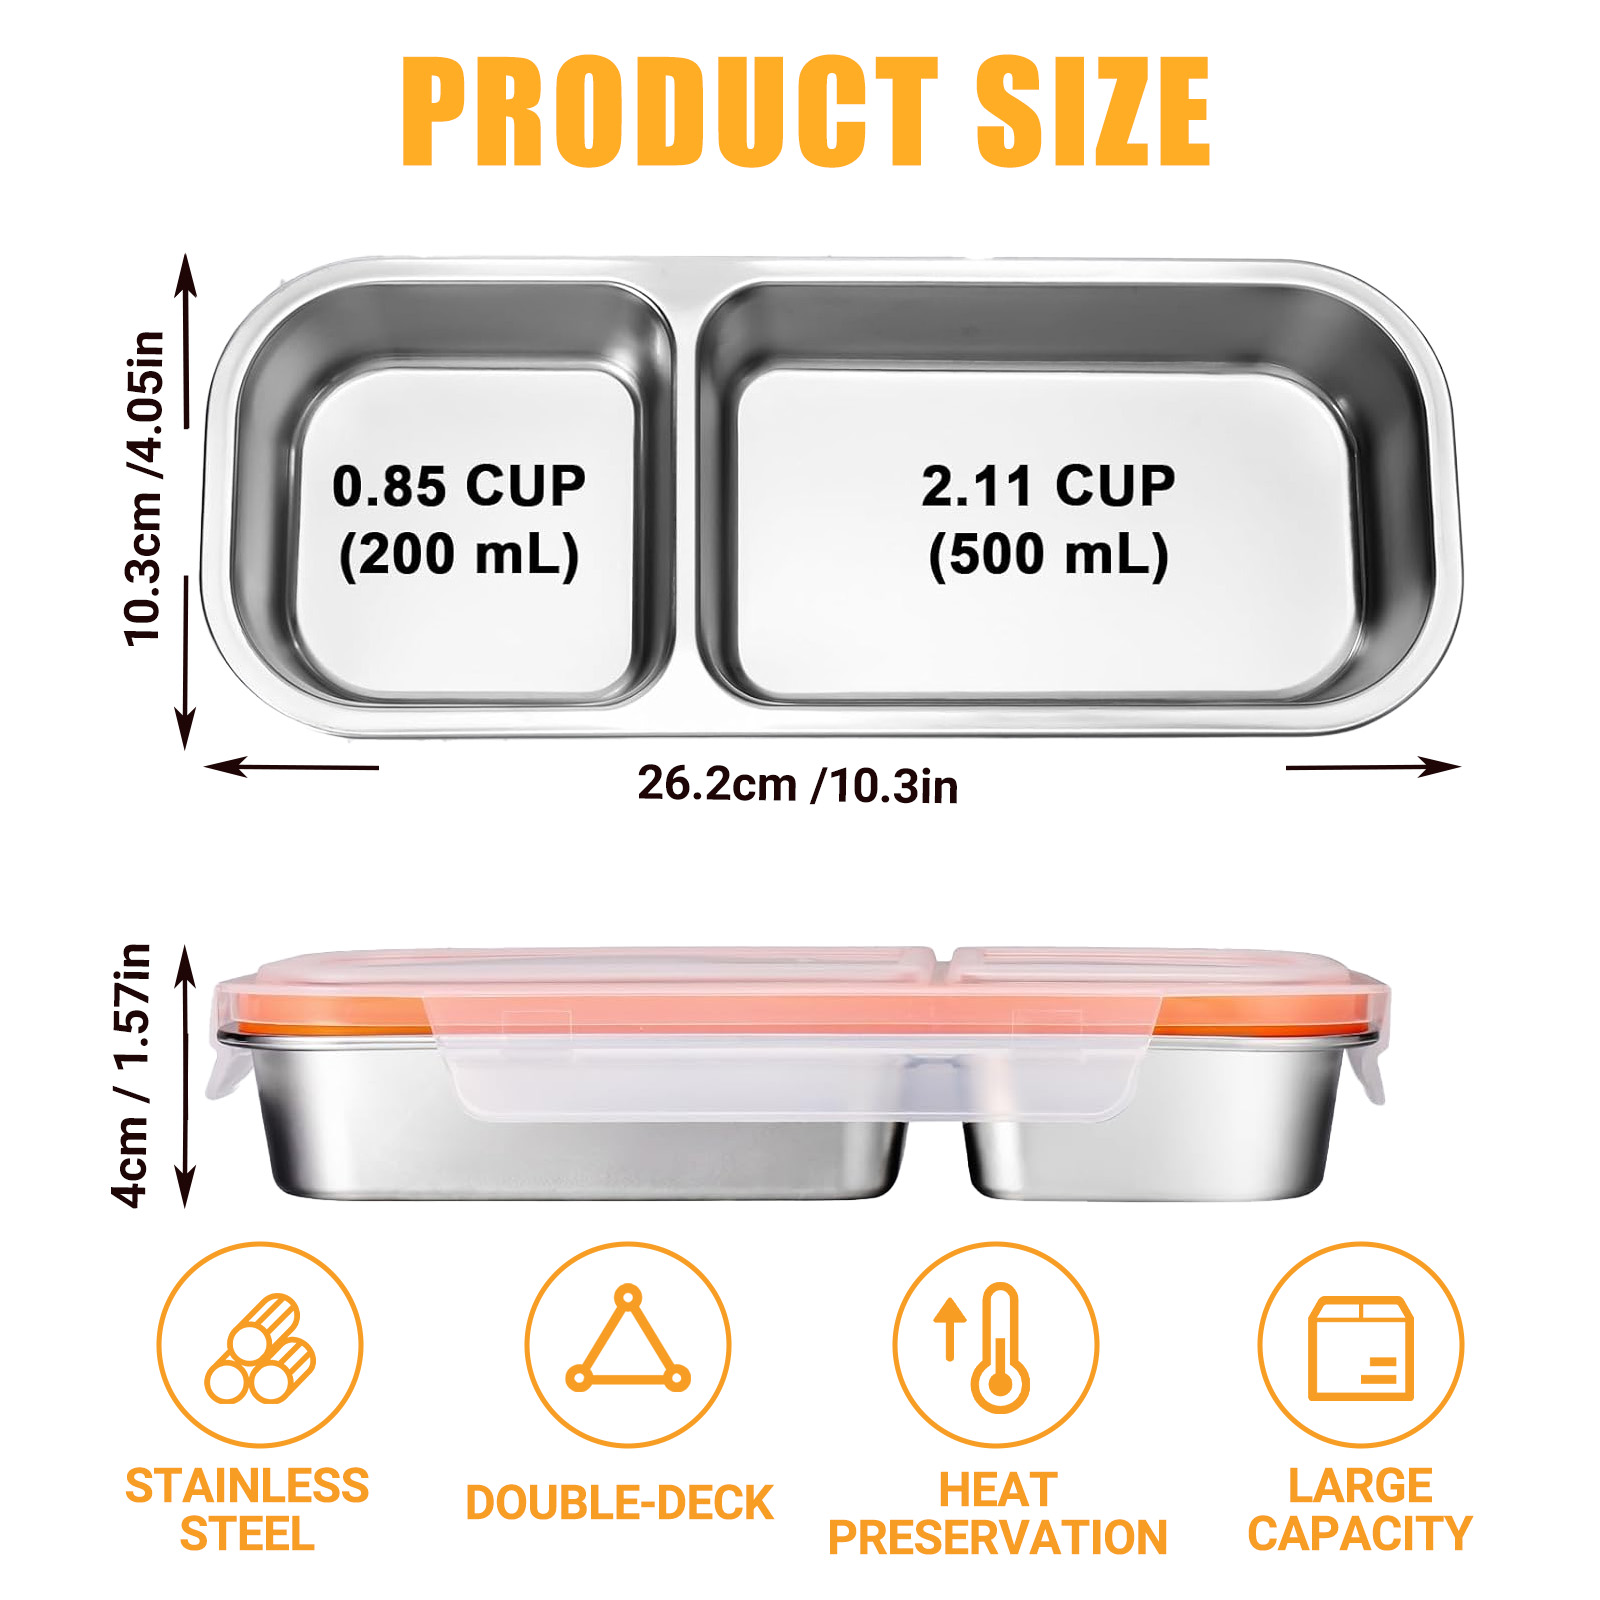 PRODUCT SIZE
10.3cm /4.05in
0.85 CUP
(200 mL)
2.11 CUP
(500 mL)
26.2cm /10.3in
4cm / 1.57in
STAINLESS
STEEL
DOUBLE-DECK
HEAT
PRESERVATION
LARGE
CAPACITY